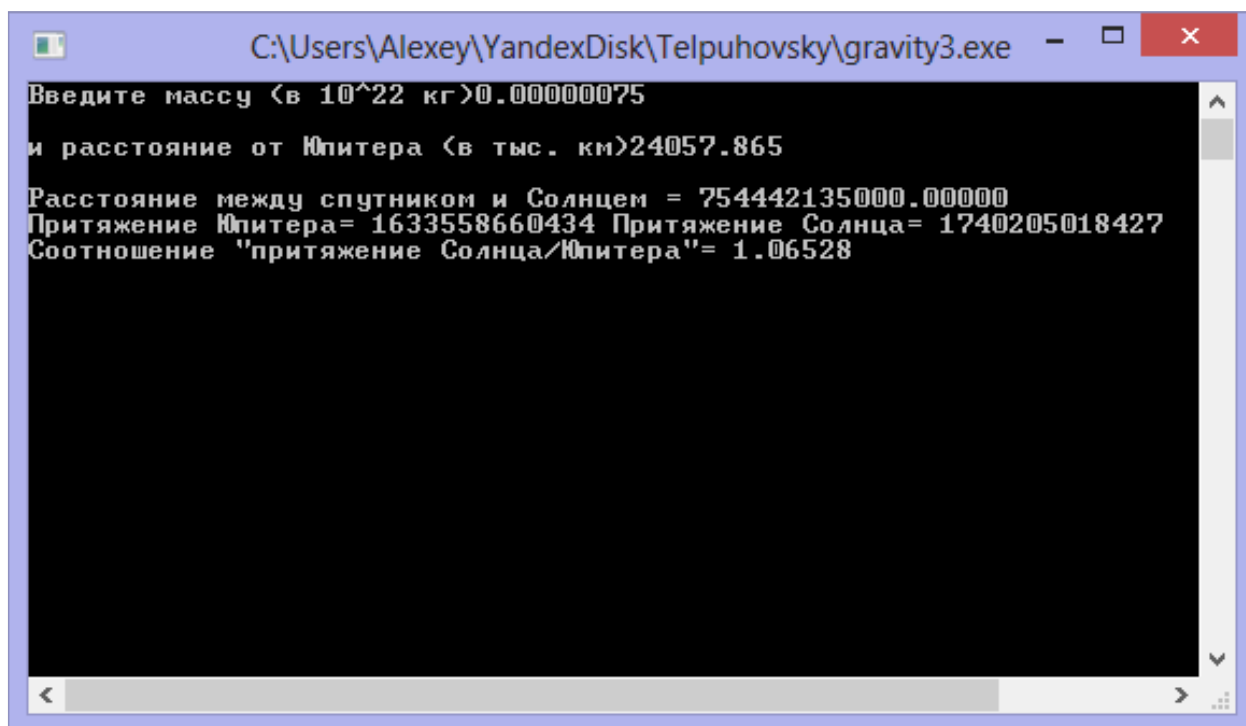 C:\Users\Alexey\YandexDisk\Telpuhovsky\gravity3.exe
Введите массу (в 10^22 кг)0.00000075
и расстояние от Юпитера (в тыс. км)24057.865
Расстояние между спутником и Солнцем = 754442135000.00000
Притяжение Юпитера= 1633558660434 Притяжение Солнца= 1740205018427
Соотношение "притяжение Солнца/Юпитера"= 1.06528